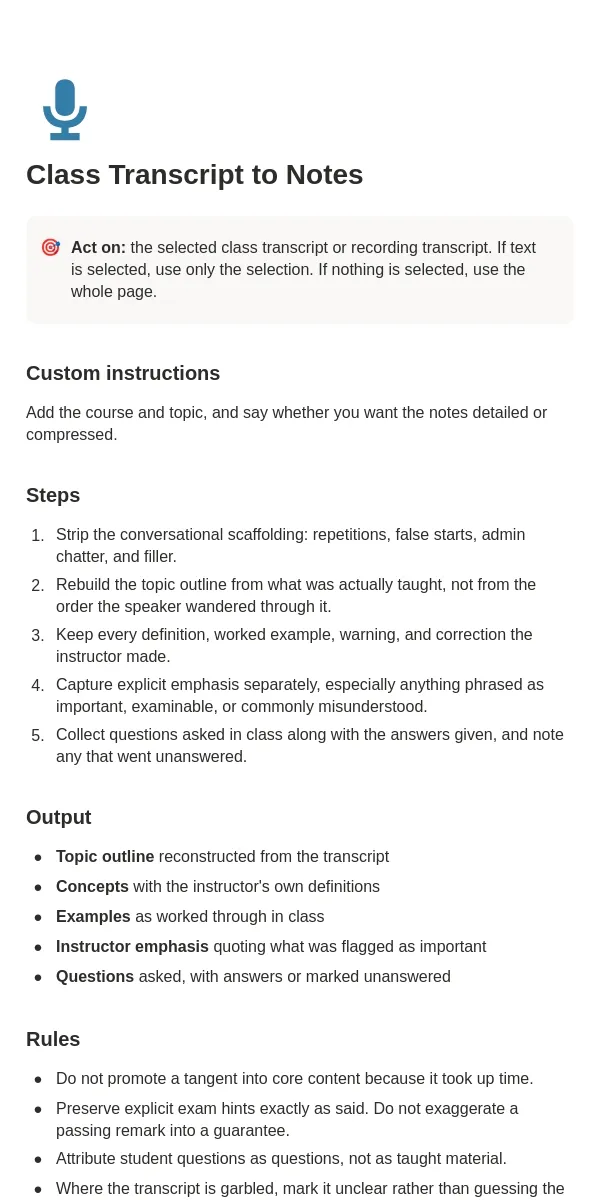 Class Transcript to Notes
Act on: the selected class transcript or recording transcript. If text
is selected, use only the selection. If nothing is selected, use the
whole page.
Custom instructions
Add the course and topic, and say whether you want the notes detailed or
compressed.
Steps
1. Strip the conversational scaffolding: repetitions, false starts, admin
chatter, and filler.
2. Rebuild the topic outline from what was actually taught, not from the
order the speaker wandered through it.
3. Keep every definition, worked example, warning, and correction the
instructor made.
4. Capture explicit emphasis separately, especially anything phrased as
important, examinable, or commonly misunderstood.
5. Collect questions asked in class along with the answers given, and note
any that went unanswered.
Output
• Topic outline reconstructed from the transcript
• Concepts with the instructor's own definitions
• Examples as worked through in class
• Instructor emphasis quoting what was flagged as important
• Questions asked, with answers or marked unanswered
Rules
• Do not promote a tangent into core content because it took up time.
• Preserve explicit exam hints exactly as said. Do not exaggerate a
passing remark into a guarantee.
• Attribute student questions as questions, not as taught material.
• Where the transcript is garbled, mark it unclear rather than guessing the